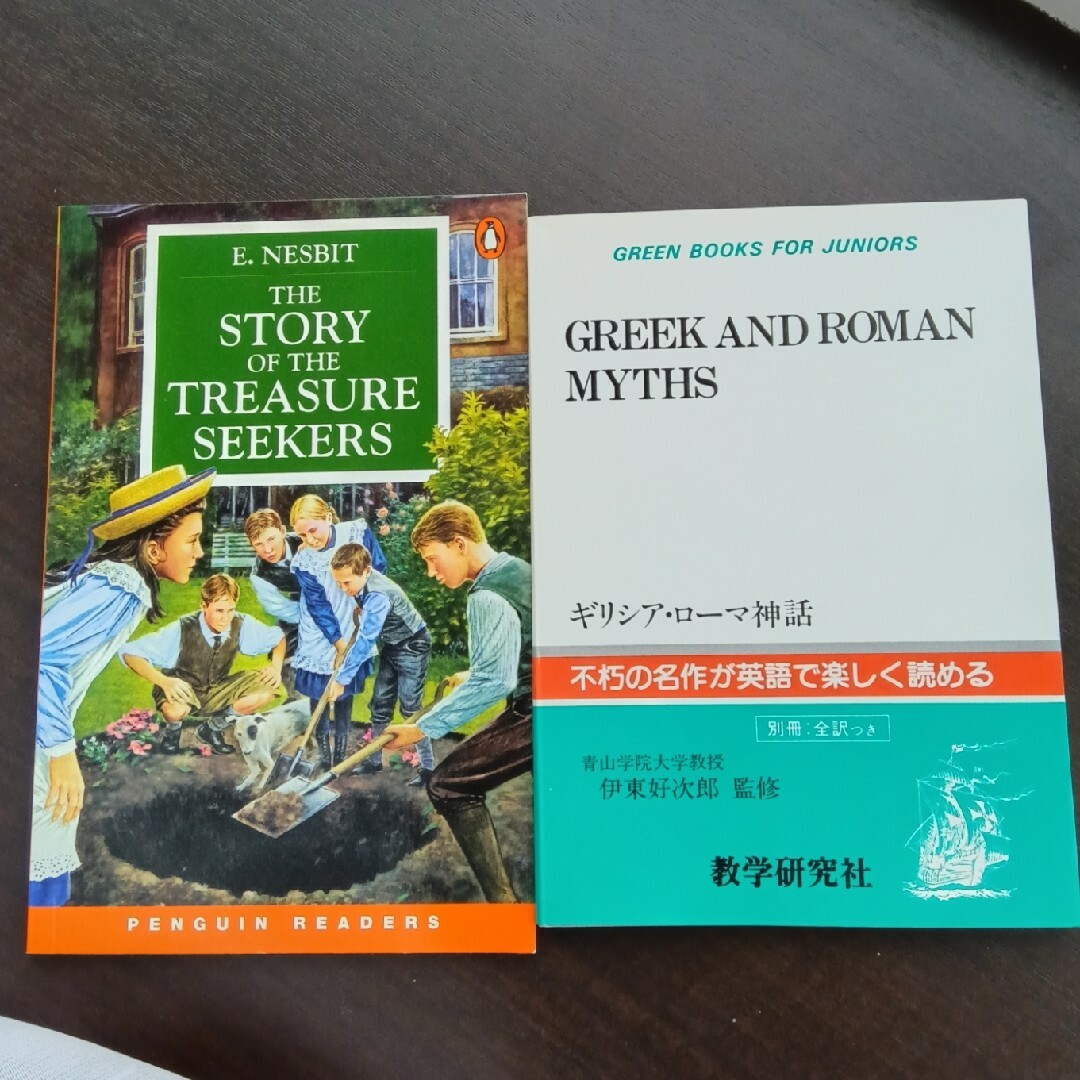 E. NESBIT
THE
STORY
OF THE
TREASURE
SEEKERS
PENGUIN READERS
GREEN BOOKS FOR JUNIORS
GREEK AND ROMAN
MYTHS
ギリシア・ローマ神話
不朽の名作が英語で楽しく読める
別冊:全訳つき
青山学院大学教授
伊東好次郎 監修
教学研究社